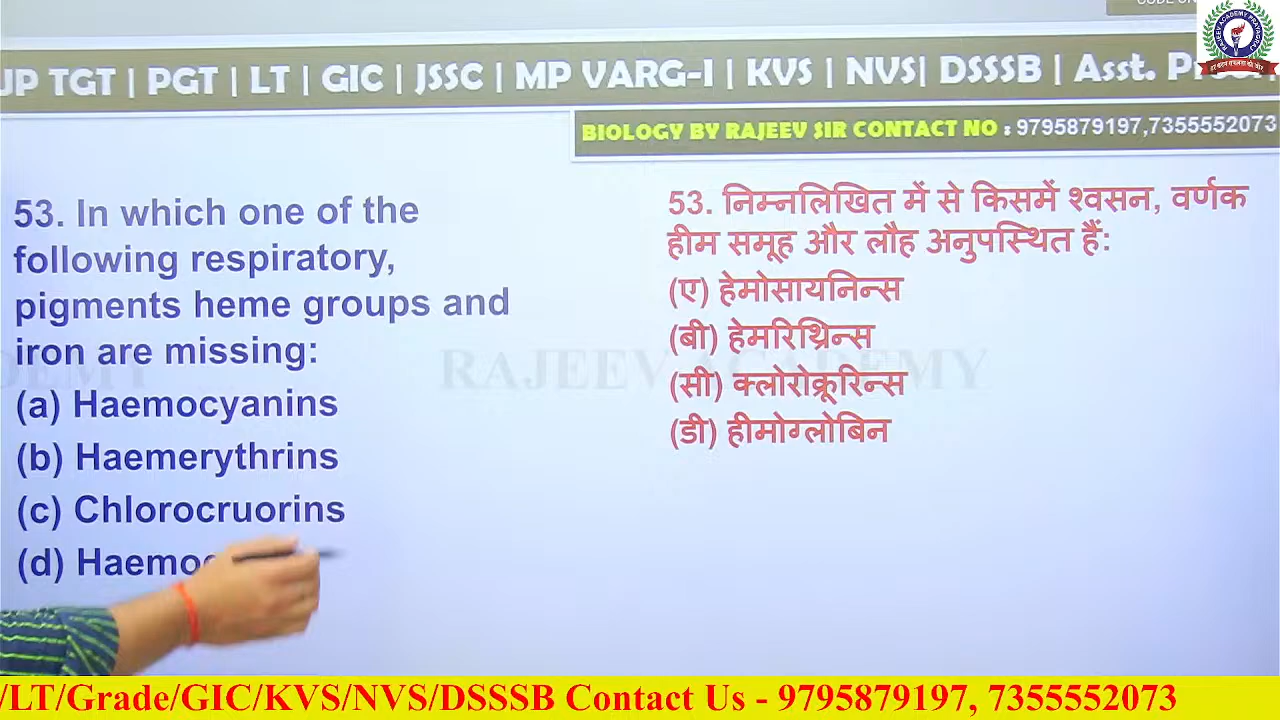 UP TGT | PGT | LT | GIC | JSSC | MP VARG-I | KVS | NVS| DSSSB | Asst.
BIOLOGY BY RAJEEV SIR CONTACT NO : 9795879197,7355552073
53. In which one of the
following respiratory,
pigments heme groups and
iron are missing:
(a) Haemocyanins
(b) Haemerythrins
(c) Chlorocruorins
(d)
53. निम्नलिखित में से किसमें श्वसन, वर्णक
हीम समूह और लौह अनुपस्थित हैं:
(ए) हेमोसायनिन्स
(बी) हेमरिथ्रिन्स
(सी) क्लोरोक्रूरिन्स
(डी) हीमोग्लोबिन
RAJEEV ACADEMY
/LT/Grade/GIC/KVS/NVS/DSSSB Contact Us - 9795879197, 7355552073